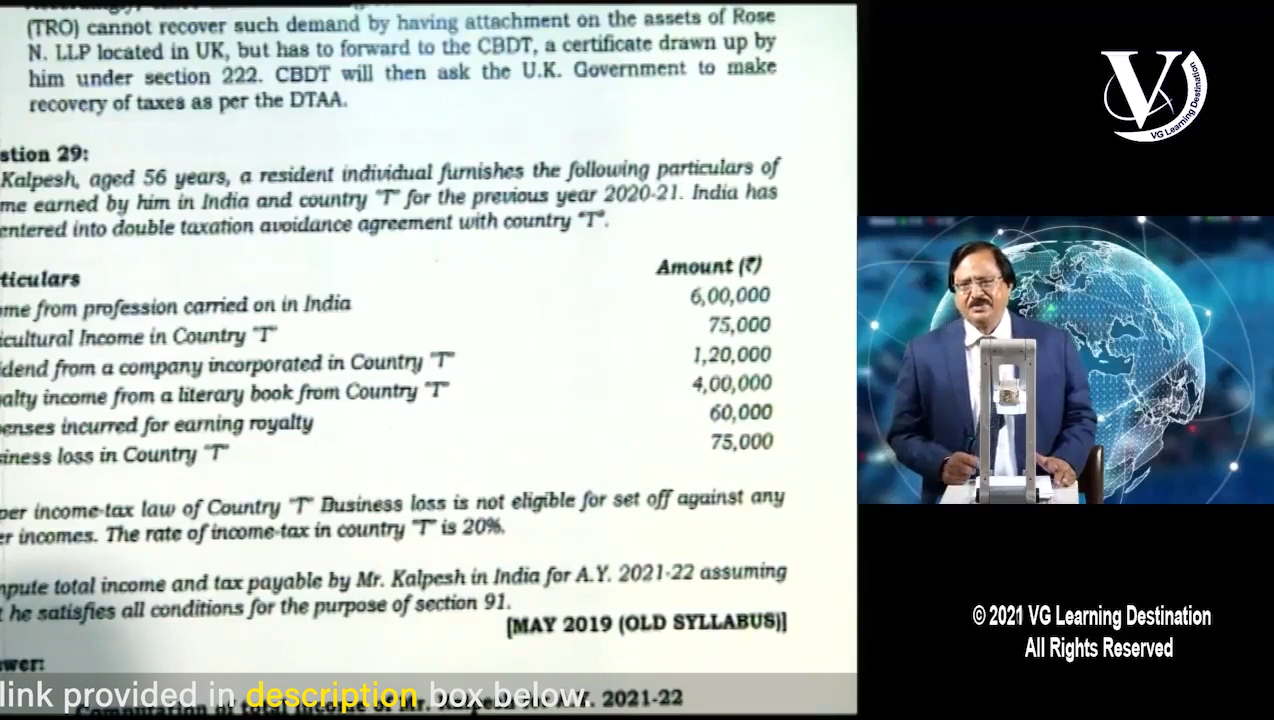 (TRO) cannot recover such demand by having attachment on the assets of Rose
N. LLP located in UK, but has to forward to the CBDT, a certificate drawn up by
him under section 222. CBDT will then ask the U.K. Government to make
recovery of taxes as per the DTAA.
stion 29:
Kalpesh, aged 56 years, a resident individual furnishes the following particulars of
me earned by him in India and country "T" for the previous year 2020-21. India has
entered into double taxation avoidance agreement with country "T".
ticulars Amount (₹)
me from profession carried on in India 6,00,000
icultural Income in Country "T" 75,000
idend from a company incorporated in Country "T" 1,20,000
alty income from a literary book from Country "T" 4,00,000
enses incurred for earning royalty 60,000
siness loss in Country "T" 75,000
per income-tax law of Country "T" Business loss is not eligible for set off against any
er incomes. The rate of income-tax in country "T" is 20%.
mpute total income and tax payable by Mr. Kalpesh in India for A.Y. 2021-22 assuming
t he satisfies all conditions for the purpose of section 91.
[MAY 2019 (OLD SYLLABUS)]
wer:
link provided in description box below.
2021-22
V
VG Learning Destination
© 2021 VG Learning Destination
All Rights Reserved